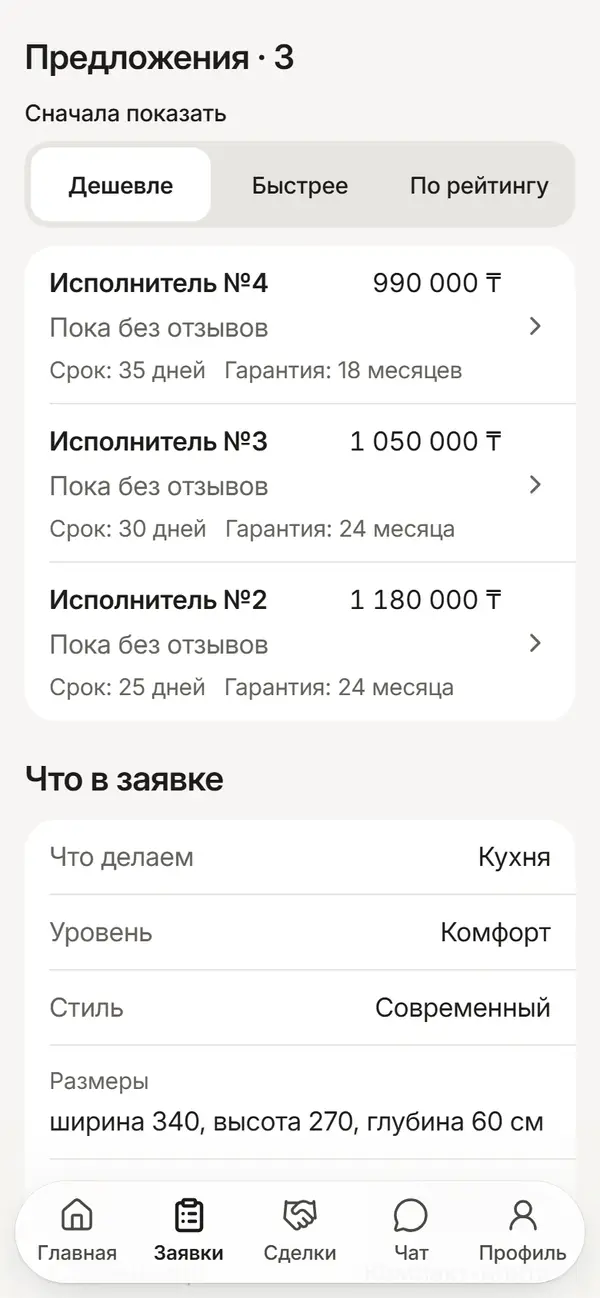 Предложения · 3
Сначала показать
Дешевле Быстрее По рейтингу
Исполнитель №4 990 000 ₸
Пока без отзывов
Срок: 35 дней Гарантия: 18 месяцев
Исполнитель №3 1 050 000 ₸
Пока без отзывов
Срок: 30 дней Гарантия: 24 месяца
Исполнитель №2 1 180 000 ₸
Пока без отзывов
Срок: 25 дней Гарантия: 24 месяца
Что в заявке
Что делаем Кухня
Уровень Комфорт
Стиль Современный
Размеры
ширина 340, высота 270, глубина 60 см
Главная Заявки Сделки Чат Профиль